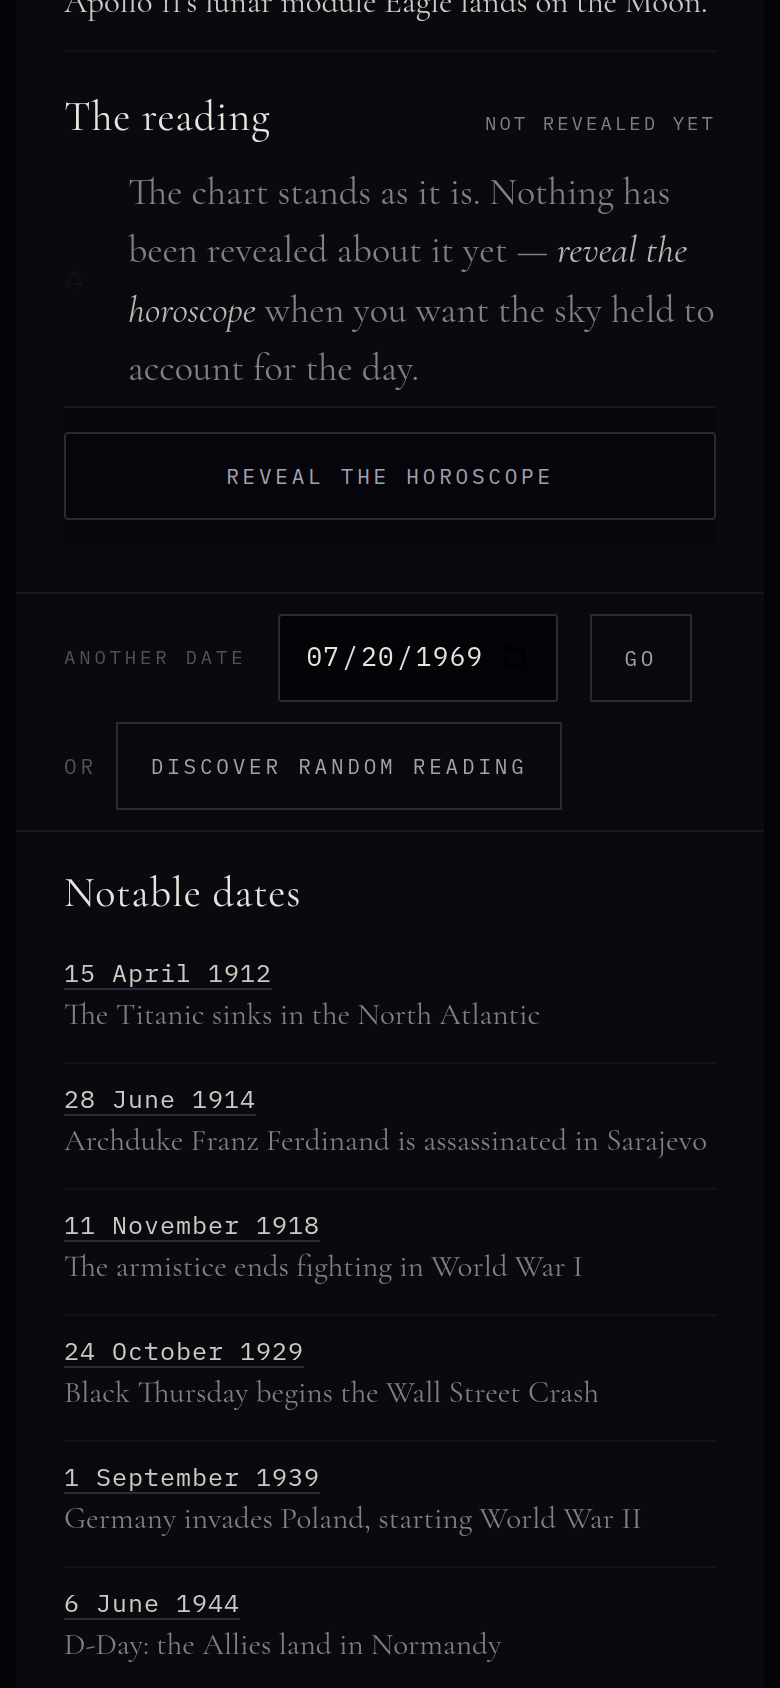 Apollo 11's lunar module Eagle lands on the Moon.
The reading
NOT REVEALED YET
The chart stands as it is. Nothing has
been revealed about it yet — reveal the
horoscope when you want the sky held to
account for the day.
REVEAL THE HOROSCOPE
ANOTHER DATE
07/20/1969
GO
OR
DISCOVER RANDOM READING
Notable dates
15 April 1912
The Titanic sinks in the North Atlantic
28 June 1914
Archduke Franz Ferdinand is assassinated in Sarajevo
11 November 1918
The armistice ends fighting in World War I
24 October 1929
Black Thursday begins the Wall Street Crash
1 September 1939
Germany invades Poland, starting World War II
6 June 1944
D-Day: the Allies land in Normandy